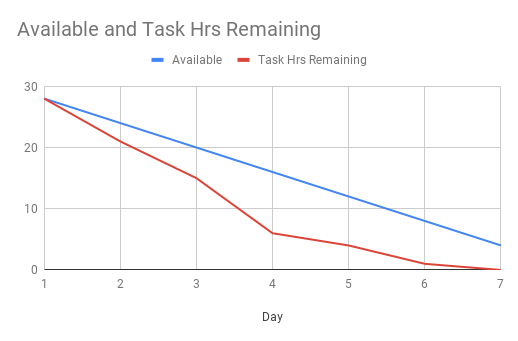 Available and Task Hrs Remaining
Available Task Hrs Remaining
30
20
10
0
1 2 3 4 5 6 7
Day